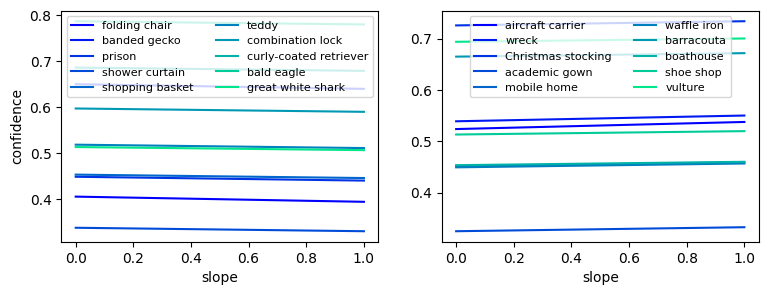 0.8
0.7
0.6
0.5
0.4
confidence
folding chair
banded gecko
prison
shower curtain
shopping basket
teddy
combination lock
curly-coated retriever
bald eagle
great white shark
0.0 0.2 0.4 0.6 0.8 1.0
slope
0.7
0.6
0.5
0.4
aircraft carrier
wreck
Christmas stocking
academic gown
mobile home
waffle iron
barracouta
boathouse
shoe shop
vulture
0.0 0.2 0.4 0.6 0.8 1.0
slope